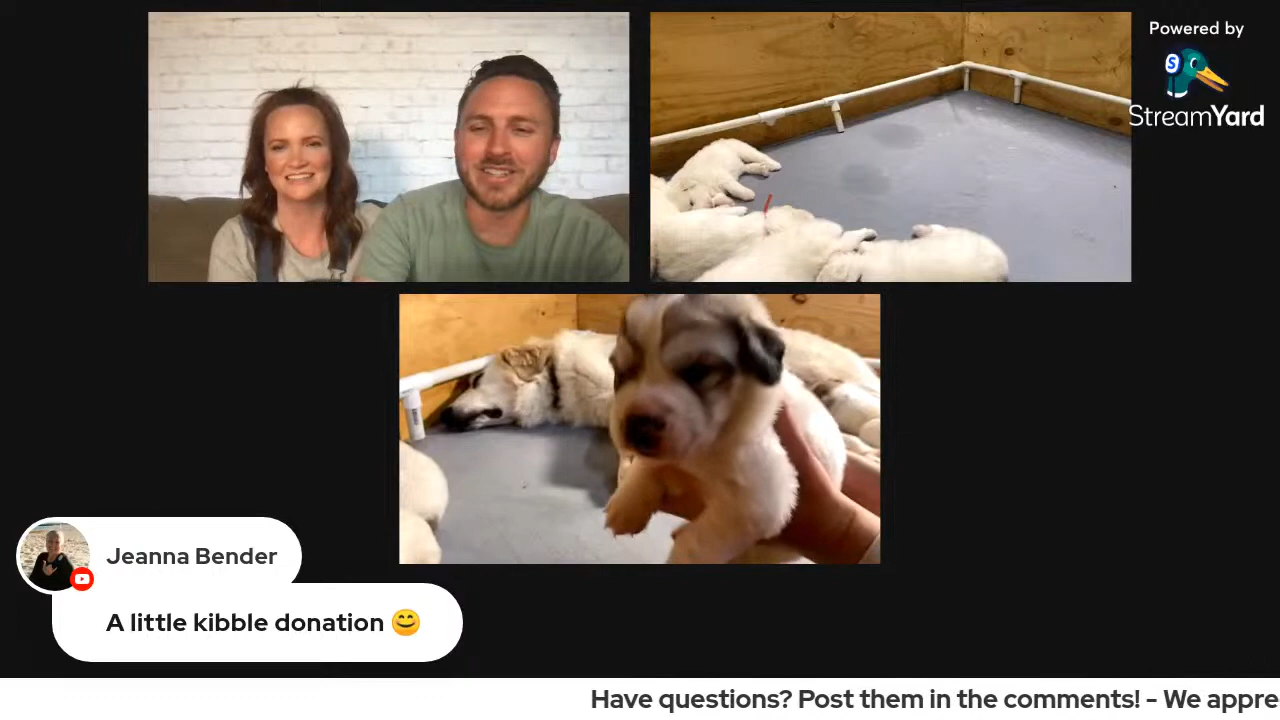 Powered by
S
StreamYard
Jeanna Bender
A little kibble donation 😊
Have questions? Post them in the comments! - We appre